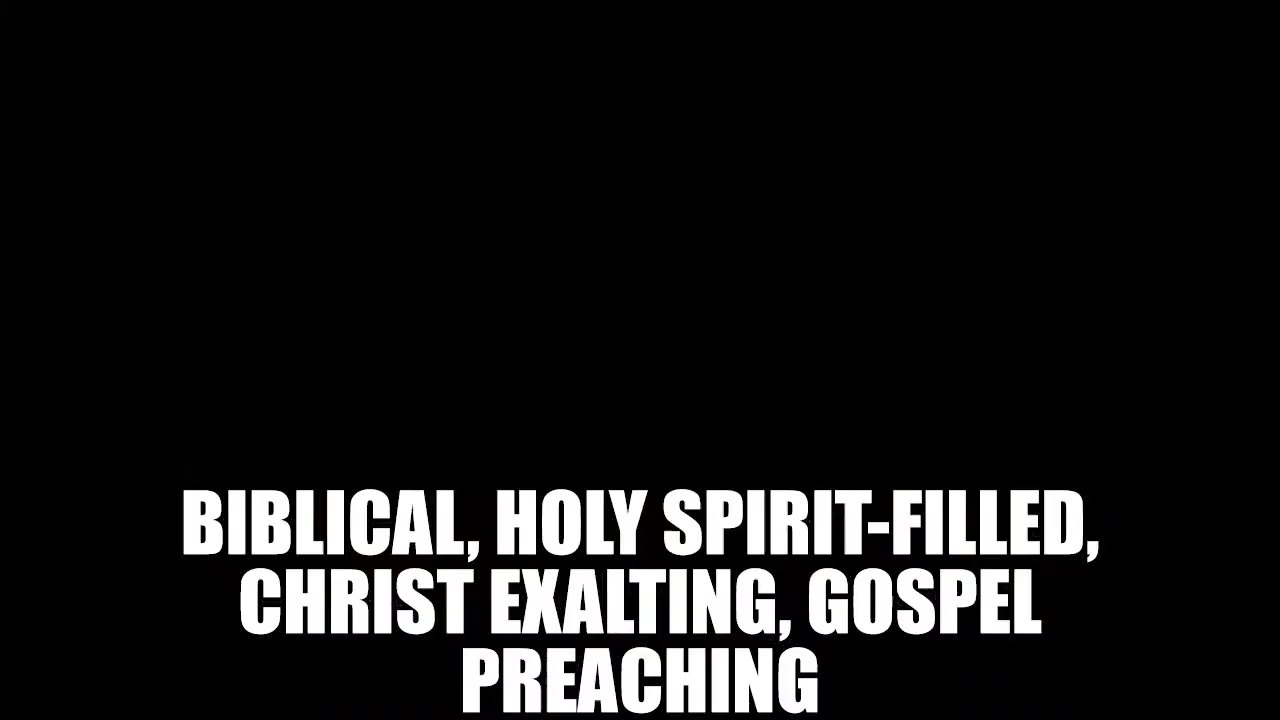 BIBLICAL, HOLY SPIRIT-FILLED,
CHRIST EXALTING, GOSPEL
PREACHING